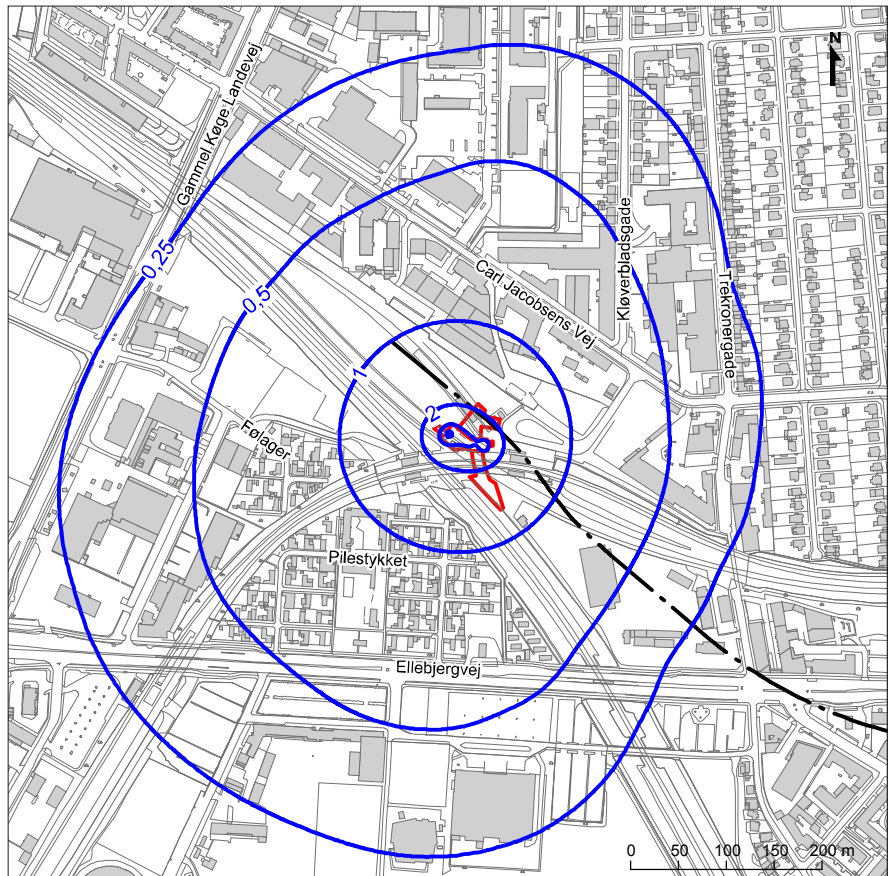 N
Gammel Køge Landevej
0,25
Kløverbladsgade
0,5
Carl Jacobsens Vej
Trekronergade
1
2
Følager
Pilestykket
Ellebjergvej
0 50 100 150 200 m